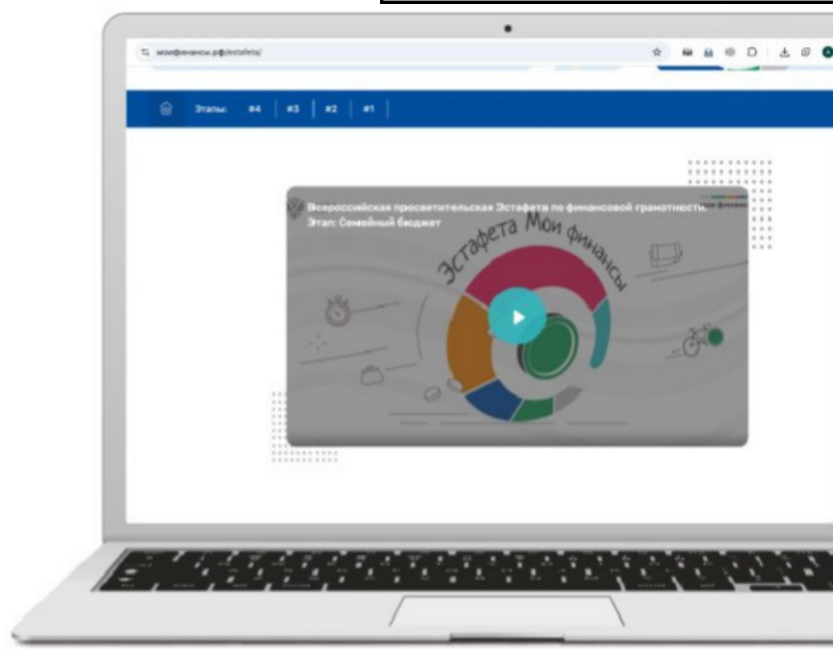 моифинансы.рф/estafeta/
Этапы: #4 #3 #2 #1
Всероссийская просветительская Эстафета по финансовой грамотности.
Этап: Семейный бюджет
Эстафета Мои финансы